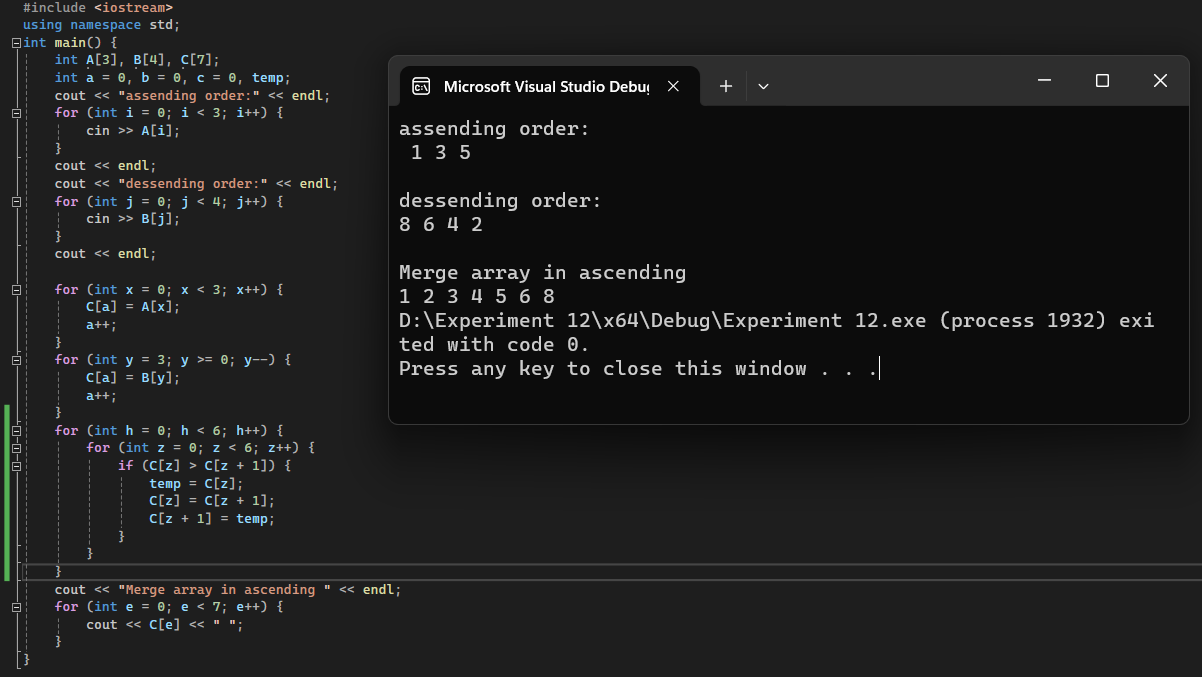 #include <iostream>
using namespace std;
int main() {
    int A[3], B[4], C[7];
    int a = 0, b = 0, c = 0, temp;
    cout << "assending order:" << endl;
    for (int i = 0; i < 3; i++) {
        cin >> A[i];
    }
    cout << endl;
    cout << "dessending order:" << endl;
    for (int j = 0; j < 4; j++) {
        cin >> B[j];
    }
    cout << endl;
    for (int x = 0; x < 3; x++) {
        C[a] = A[x];
        a++;
    }
    for (int y = 3; y >= 0; y--) {
        C[a] = B[y];
        a++;
    }
    for (int h = 0; h < 6; h++) {
        for (int z = 0; z < 6; z++) {
            if (C[z] > C[z + 1]) {
                temp = C[z];
                C[z] = C[z + 1];
                C[z + 1] = temp;
            }
        }
    }
    cout << "Merge array in ascending " << endl;
    for (int e = 0; e < 7; e++) {
        cout << C[e] << " ";
    }
}
Microsoft Visual Studio Debu
assending order:
 1 3 5
dessending order:
8 6 4 2
Merge array in ascending
1 2 3 4 5 6 8
D:\Experiment 12\x64\Debug\Experiment 12.exe (process 1932) exi
ted with code 0.
Press any key to close this window . . .